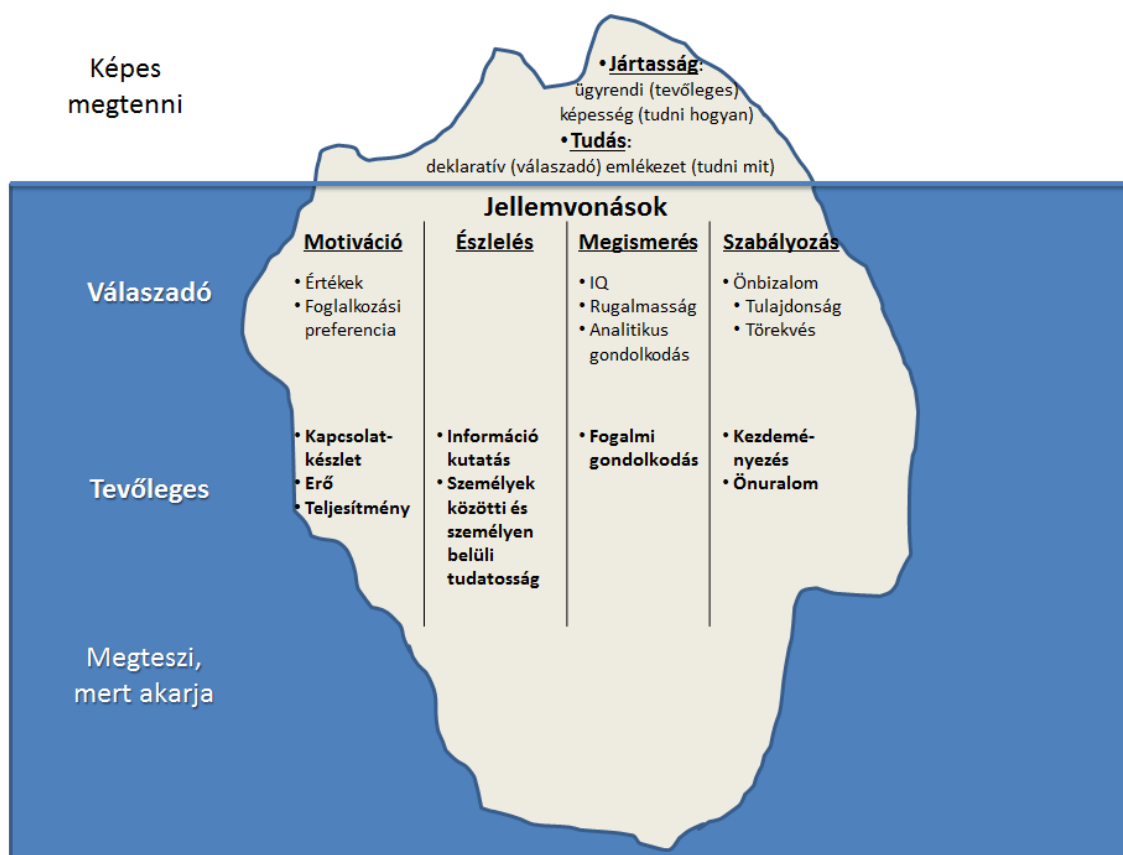 Képes
megtenni
•Jártasság:
ügyrendi (tevőleges)
képesség (tudni hogyan)
•Tudás:
deklaratív (válaszadó) emlékezet (tudni mit)
Jellemvonások
Motiváció
Észlelés
Megismerés
Szabályozás
Válaszadó
• Értékek
• Foglalkozási
preferencia
• IQ
• Rugalmasság
• Analitikus
gondolkodás
• Önbizalom
• Tulajdonság
• Törekvés
Tevőleges
• Kapcsolat-
készlet
• Erő
• Teljesítmény
• Információ
kutatás
• Személyek
közötti és
személyen
belüli
tudatosság
• Fogalmi
gondolkodás
• Kezdemé-
nyezés
• Önuralom
Megteszi,
mert akarja